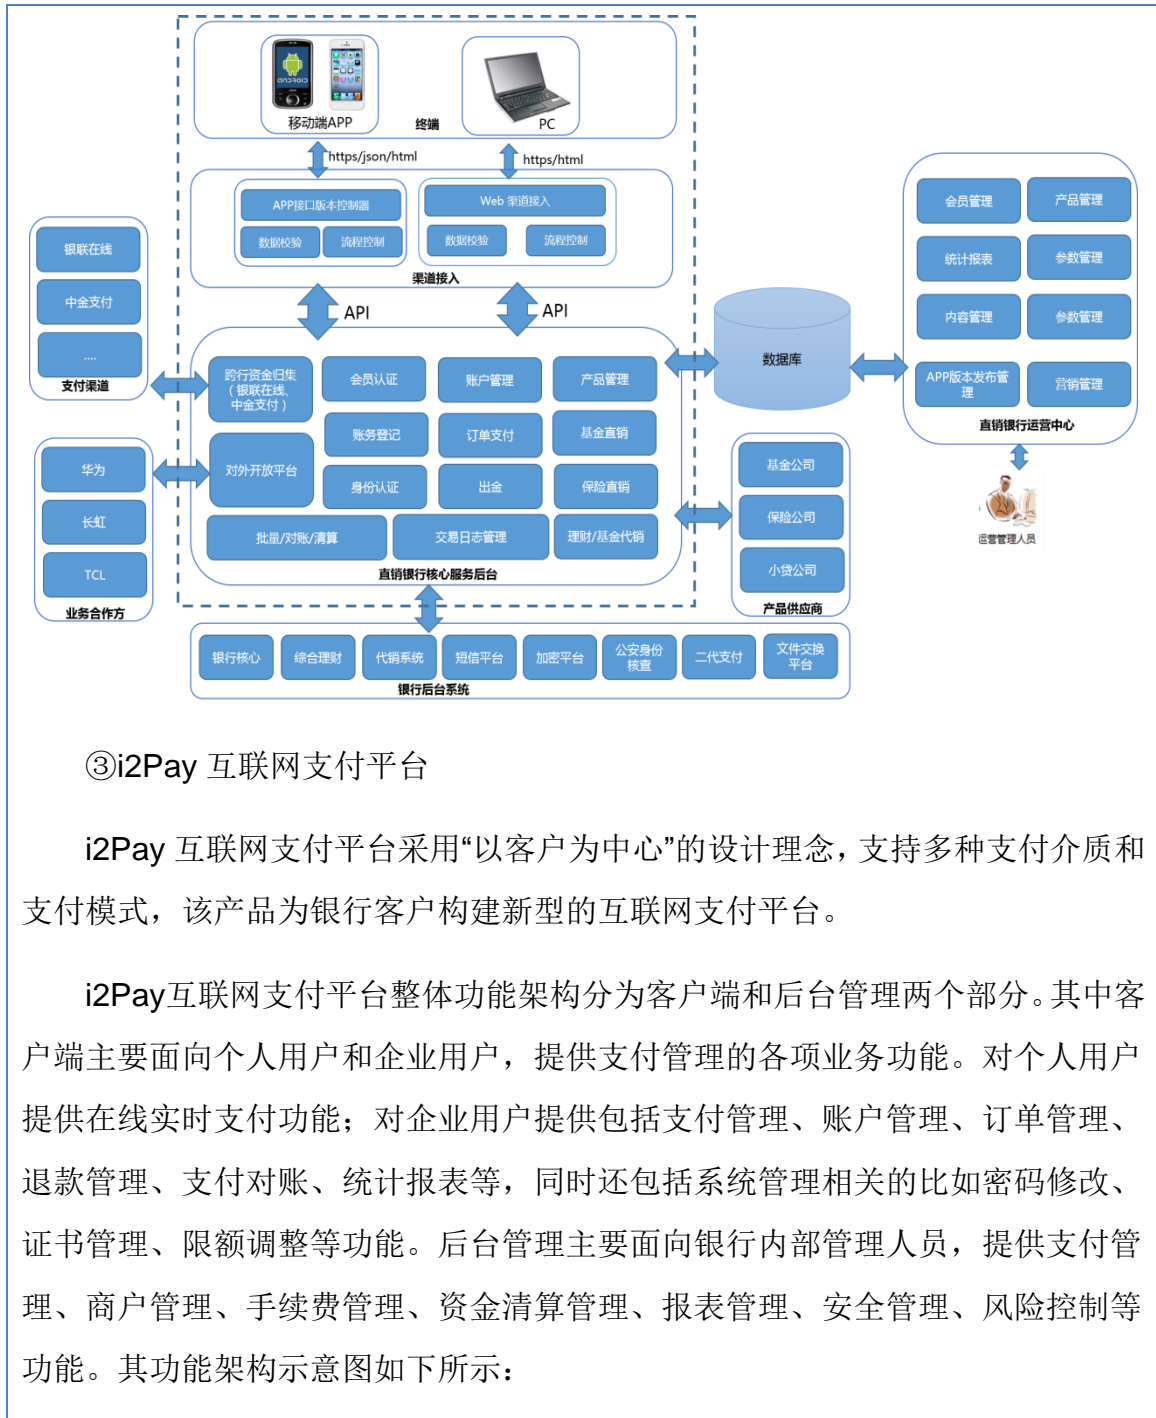 移动端APP
终端
PC
https/json/html
https/html
APP接口版本控制器
数据校验
流程控制
Web 渠道接入
数据校验
流程控制
渠道接入
API
API
银联在线
中金支付
....
支付渠道
华为
长虹
TCL
业务合作方
跨行资金归集
（银联在线、
中金支付）
会员认证
账户管理
产品管理
账务登记
订单支付
基金直销
对外开放平台
身份认证
出金
保险直销
批量/对账/清算
交易日志管理
理财/基金代销
直销银行核心服务后台
数据库
基金公司
保险公司
小贷公司
产品供应商
会员管理
产品管理
统计报表
参数管理
内容管理
参数管理
APP版本发布管
理
营销管理
直销银行运营中心
运营管理人员
银行核心
综合理财
代销系统
短信平台
加密平台
公安身份
核查
二代支付
文件交换
平台
银行后台系统
③i2Pay 互联网支付平台
i2Pay 互联网支付平台采用“以客户为中心”的设计理念，支持多种支付介质和
支付模式，该产品为银行客户构建新型的互联网支付平台。
i2Pay互联网支付平台整体功能架构分为客户端和后台管理两个部分。其中客
户端主要面向个人用户和企业用户，提供支付管理的各项业务功能。对个人用户
提供在线实时支付功能；对企业用户提供包括支付管理、账户管理、订单管理、
退款管理、支付对账、统计报表等，同时还包括系统管理相关的比如密码修改、
证书管理、限额调整等功能。后台管理主要面向银行内部管理人员，提供支付管
理、商户管理、手续费管理、资金清算管理、报表管理、安全管理、风险控制等
功能。其功能架构示意图如下所示：